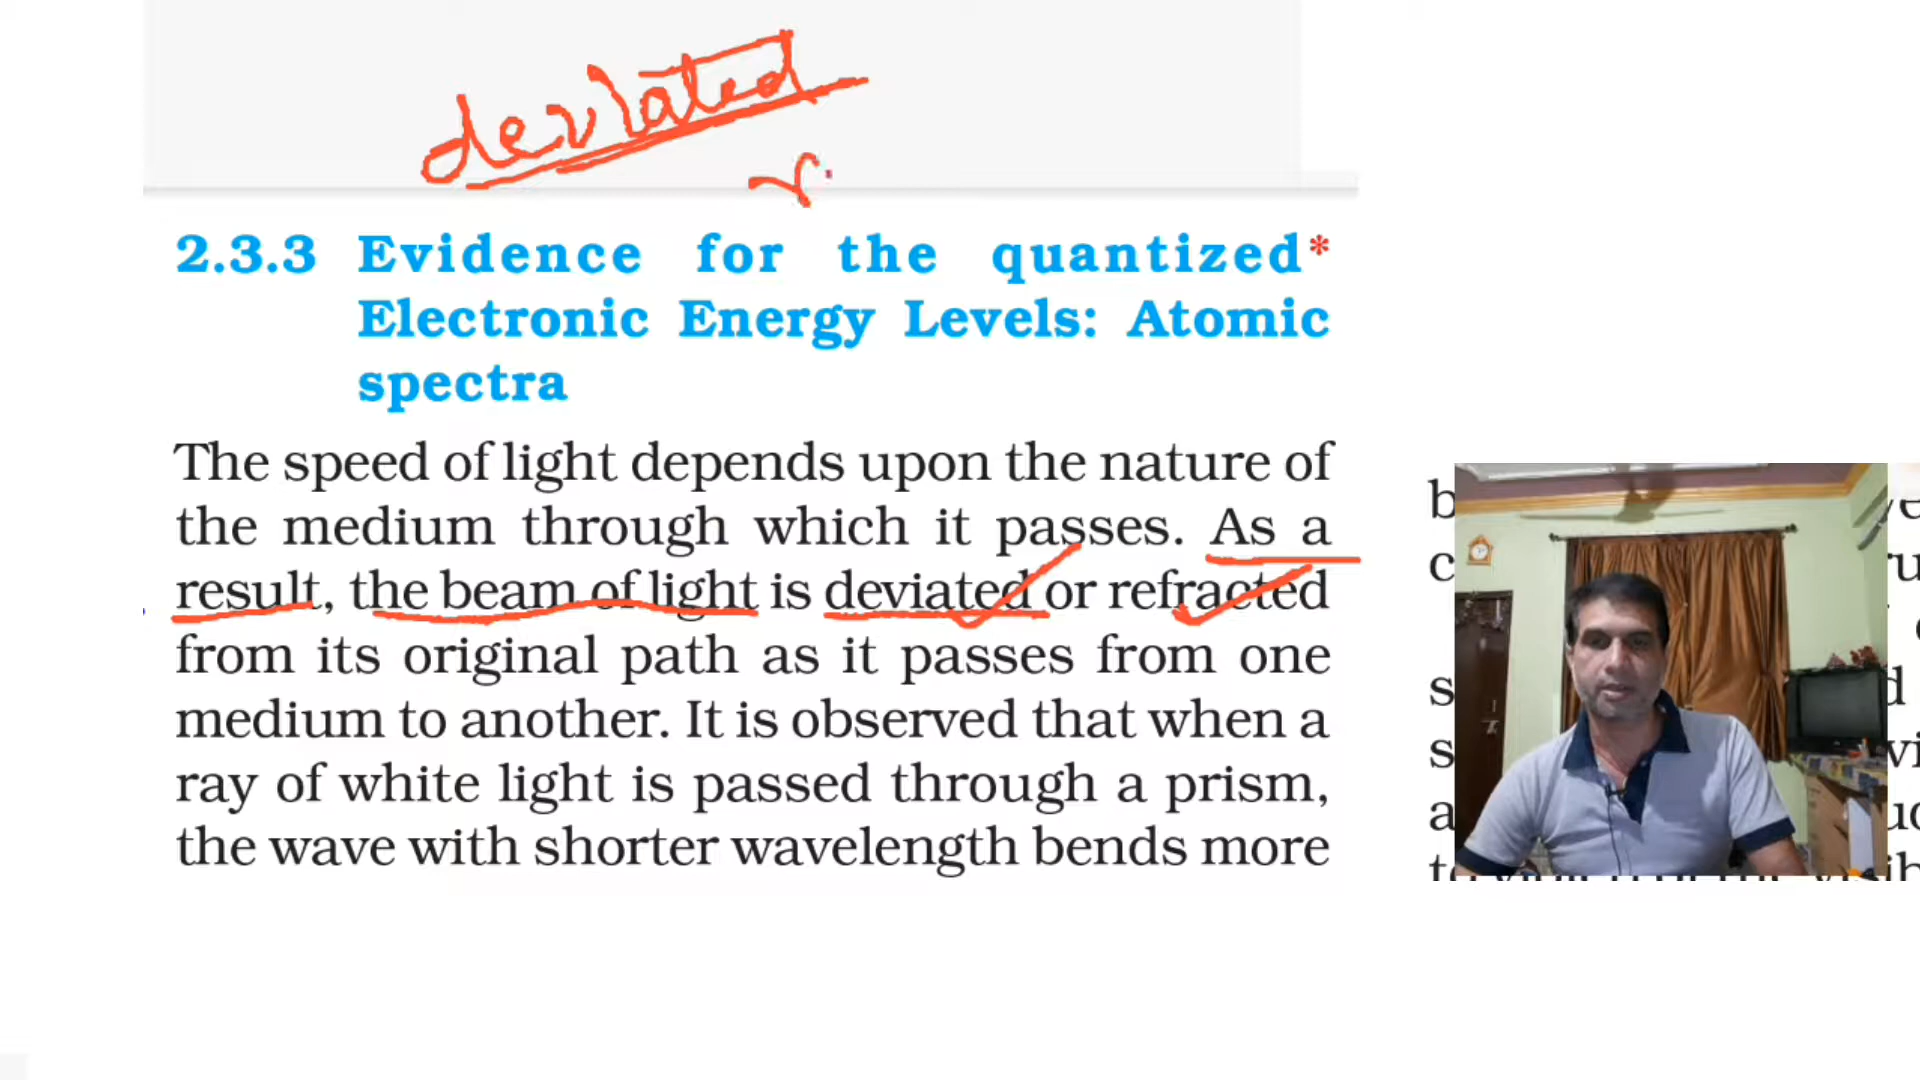 deviated
r
2.3.3 Evidence for the quantized*
Electronic Energy Levels: Atomic
spectra
The speed of light depends upon the nature of
the medium through which it passes. As a
result, the beam of light is deviated or refracted
from its original path as it passes from one
medium to another. It is observed that when a
ray of white light is passed through a prism,
the wave with shorter wavelength bends more